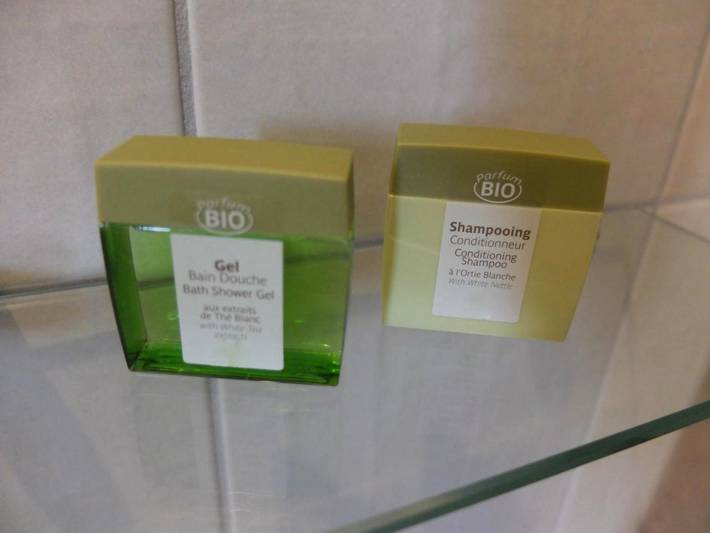 Parfum
BIO
Gel
Bain Douche
Bath Shower Gel
aux extraits
de Thé Blanc
with White Tea
extracts
Parfum
BIO
Shampooing
Conditionneur
Conditioning
Shampoo
à l'Ortie Blanche
With White Nettle